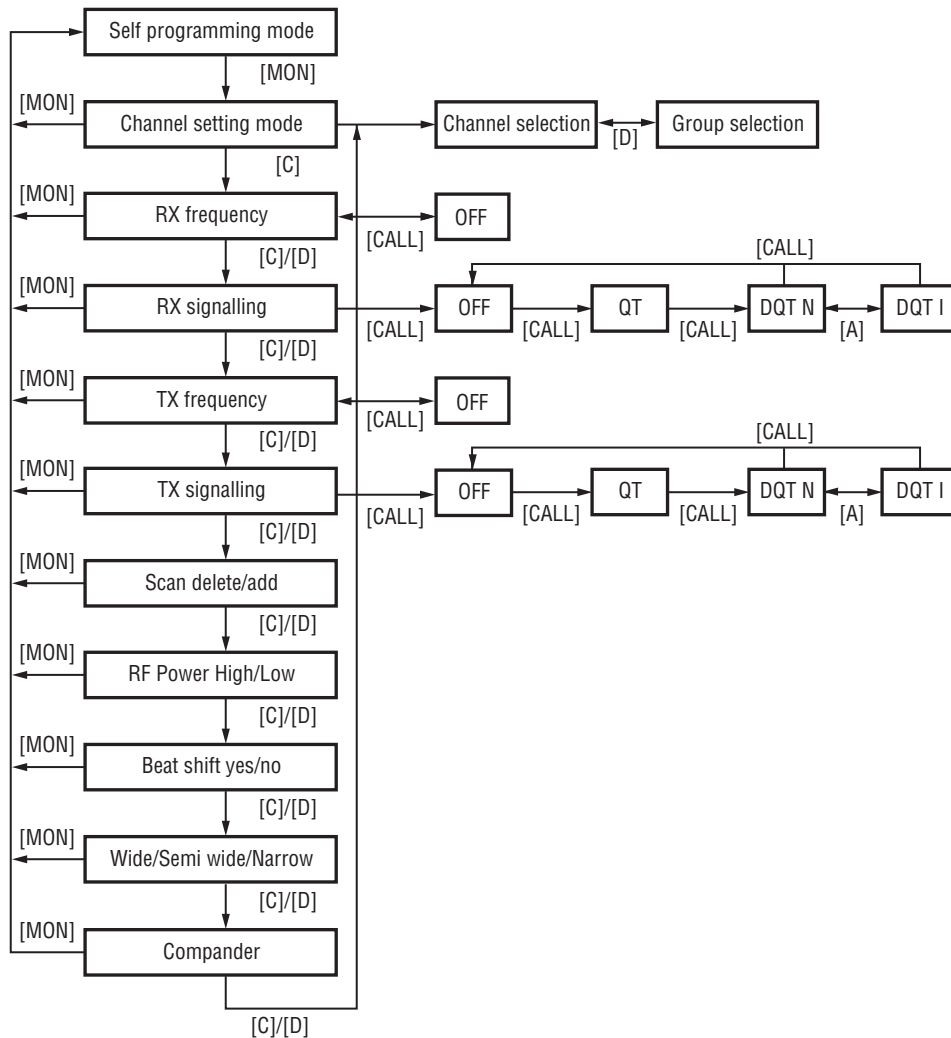 Self programming mode
[MON]
[MON]
Channel setting mode
Channel selection
[D]
Group selection
[C]
[MON]
RX frequency
[CALL]
OFF
[C]/[D]
[MON]
RX signalling
[CALL]
[CALL]
OFF
[CALL]
QT
[CALL]
DQT N
[A]
DQT I
[C]/[D]
[MON]
TX frequency
[CALL]
OFF
[C]/[D]
[MON]
TX signalling
[CALL]
[CALL]
OFF
[CALL]
QT
[CALL]
DQT N
[A]
DQT I
[C]/[D]
[MON]
Scan delete/add
[C]/[D]
[MON]
RF Power High/Low
[C]/[D]
[MON]
Beat shift yes/no
[C]/[D]
[MON]
Wide/Semi wide/Narrow
[C]/[D]
[MON]
Compander
[C]/[D]